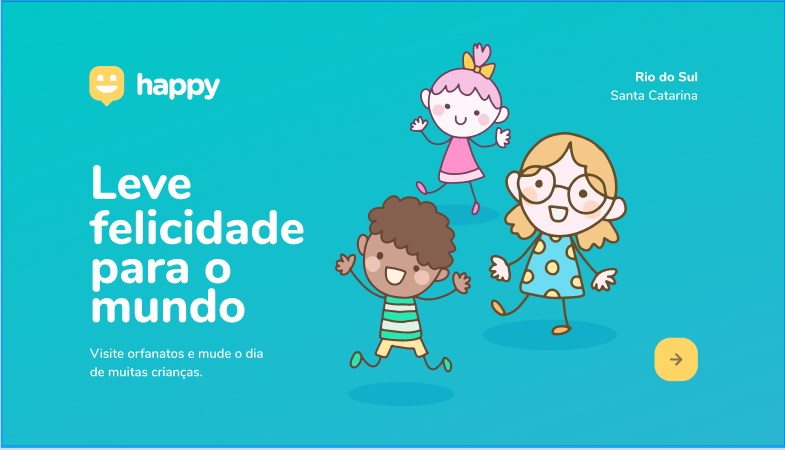 happy
Rio do Sul
Santa Catarina
Leve
felicidade
para o
mundo
Visite orfanatos e mude o dia
de muitas crianças.